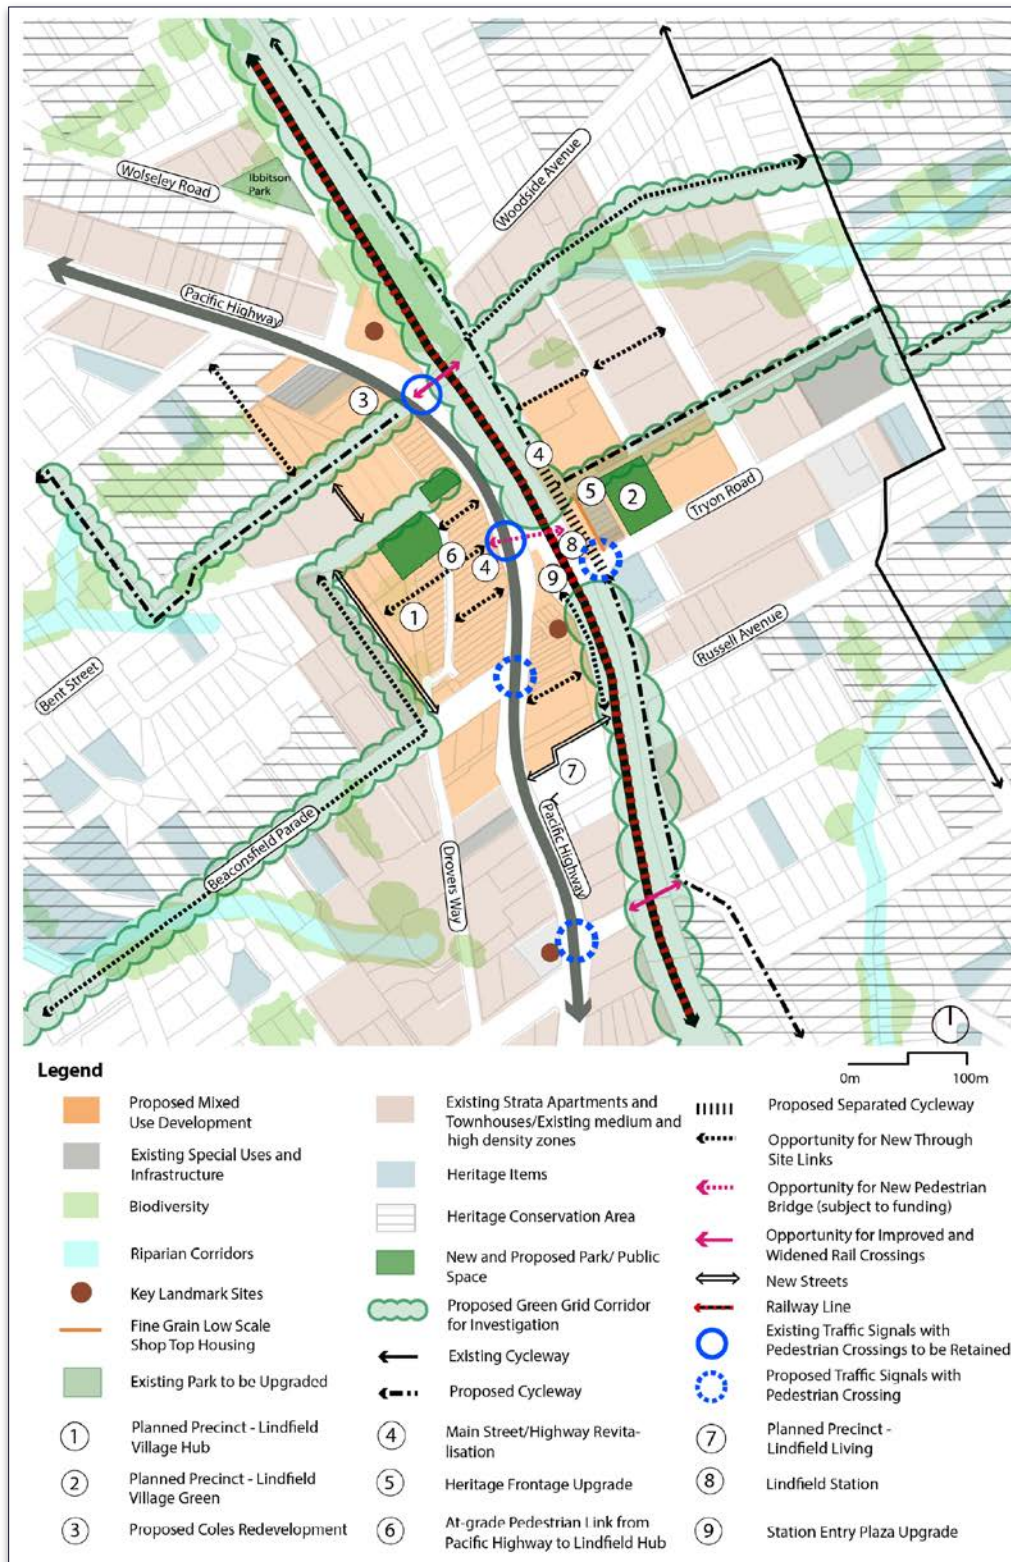 Wolseley Road
Ibbitson
Park
Woodside Avenue
Pacific Highway
3
4
5
2
Tryon Road
6
4
8
9
1
Russell Avenue
Bent Street
7
Pacific Highway
Beaconsfield Parade
Drovers Way
0m
100m
Legend
Proposed Mixed
Use Development
Existing Special Uses and
Infrastructure
Biodiversity
Riparian Corridors
Key Landmark Sites
Fine Grain Low Scale
Shop Top Housing
Existing Park to be Upgraded
1
Planned Precinct - Lindfield
Village Hub
2
Planned Precinct - Lindfield
Village Green
3
Proposed Coles Redevelopment
Existing Strata Apartments and
Townhouses/Existing medium and
high density zones
Heritage Items
Heritage Conservation Area
New and Proposed Park/ Public
Space
Proposed Green Grid Corridor
for Investigation
Existing Cycleway
Proposed Cycleway
4
Main Street/Highway Revita-
lisation
5
Heritage Frontage Upgrade
6
At-grade Pedestrian Link from
Pacific Highway to Lindfield Hub
Proposed Separated Cycleway
Opportunity for New Through
Site Links
Opportunity for New Pedestrian
Bridge (subject to funding)
Opportunity for Improved and
Widened Rail Crossings
New Streets
Railway Line
Existing Traffic Signals with
Pedestrian Crossings to be Retained
Proposed Traffic Signals with
Pedestrian Crossing
7
Planned Precinct -
Lindfield Living
8
Lindfield Station
9
Station Entry Plaza Upgrade